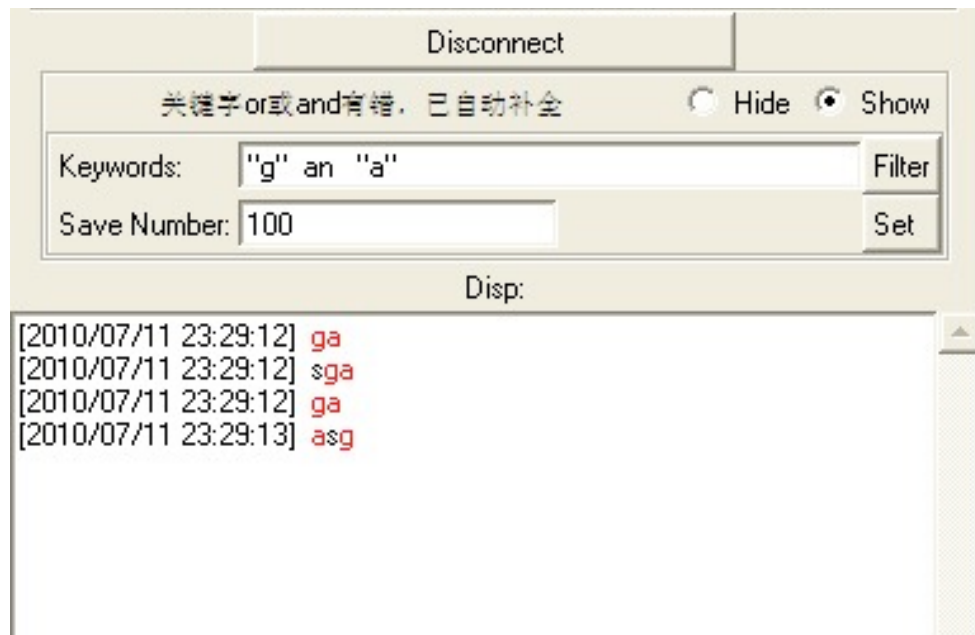 Disconnect
关键字or或and有错，已自动补全 Hide Show
Keywords: "g" an "a" Filter
Save Number: 100 Set
Disp:
[2010/07/11 23:29:12] ga
[2010/07/11 23:29:12] sga
[2010/07/11 23:29:12] ga
[2010/07/11 23:29:13] asg